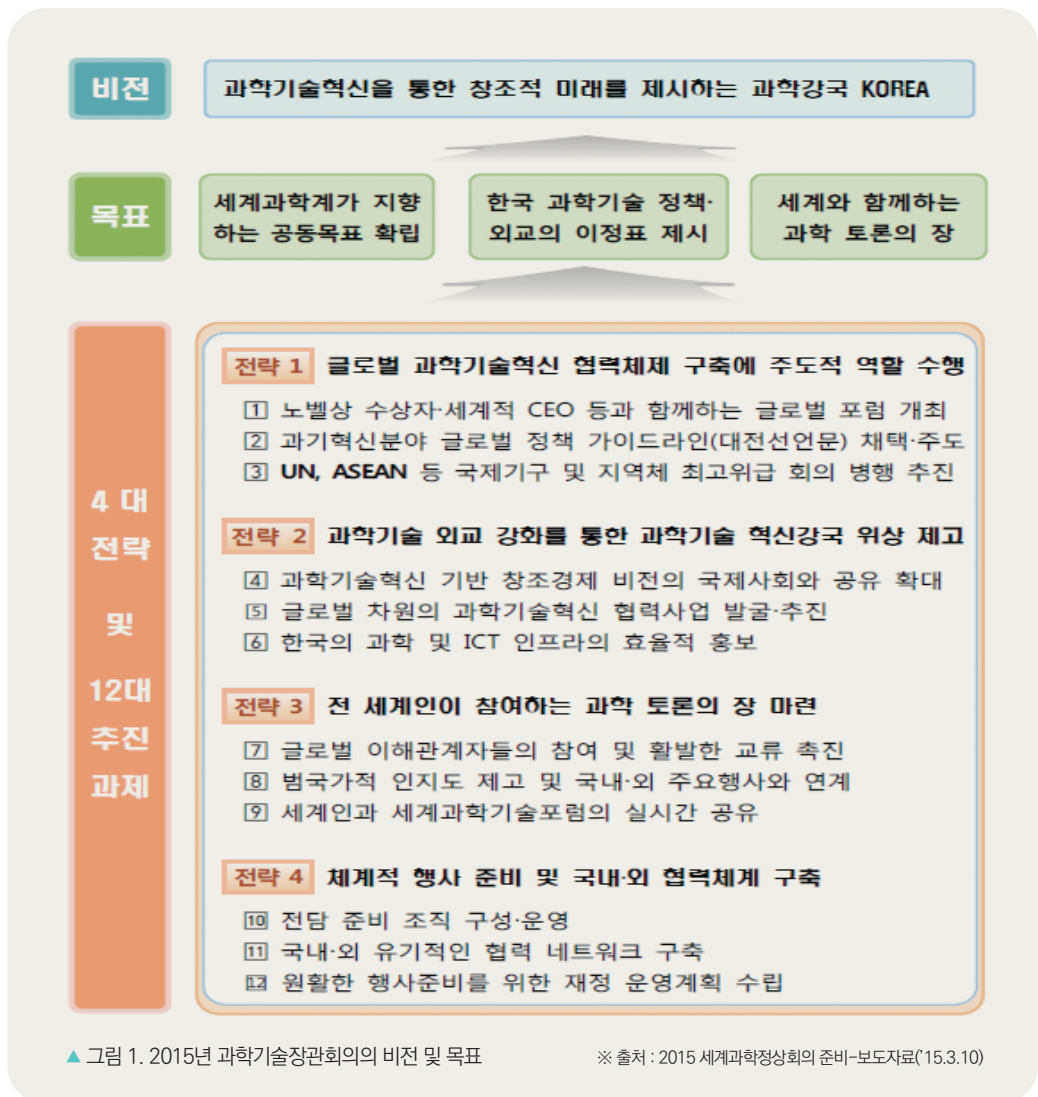 비전
과학기술혁신을 통한 창조적 미래를 제시하는 과학강국 KOREA
목표
세계과학계가 지향
하는 공동목표 확립
한국 과학기술 정책·
외교의 이정표 제시
세계와 함께하는
과학 토론의 장
4 대
전략
및
12대
추진
과제
전략 1 글로벌 과학기술혁신 협력체제 구축에 주도적 역할 수행
1 노벨상 수상자·세계적 CEO 등과 함께하는 글로벌 포럼 개최
2 과기혁신분야 글로벌 정책 가이드라인(대전선언문) 채택·주도
3 UN, ASEAN 등 국제기구 및 지역체 최고위급 회의 병행 추진
전략 2 과학기술 외교 강화를 통한 과학기술 혁신강국 위상 제고
4 과학기술혁신 기반 창조경제 비전의 국제사회와 공유 확대
5 글로벌 차원의 과학기술혁신 협력사업 발굴·추진
6 한국의 과학 및 ICT 인프라의 효율적 홍보
전략 3 전 세계인이 참여하는 과학 토론의 장 마련
7 글로벌 이해관계자들의 참여 및 활발한 교류 촉진
8 범국가적 인지도 제고 및 국내·외 주요행사와 연계
9 세계인과 세계과학기술포럼의 실시간 공유
전략 4 체계적 행사 준비 및 국내·외 협력체계 구축
10 전담 준비 조직 구성·운영
11 국내·외 유기적인 협력 네트워크 구축
12 원활한 행사준비를 위한 재정 운영계획 수립
▲ 그림 1. 2015년 과학기술장관회의의 비전 및 목표
※ 출처 : 2015 세계과학정상회의 준비-보도자료('15.3.10)